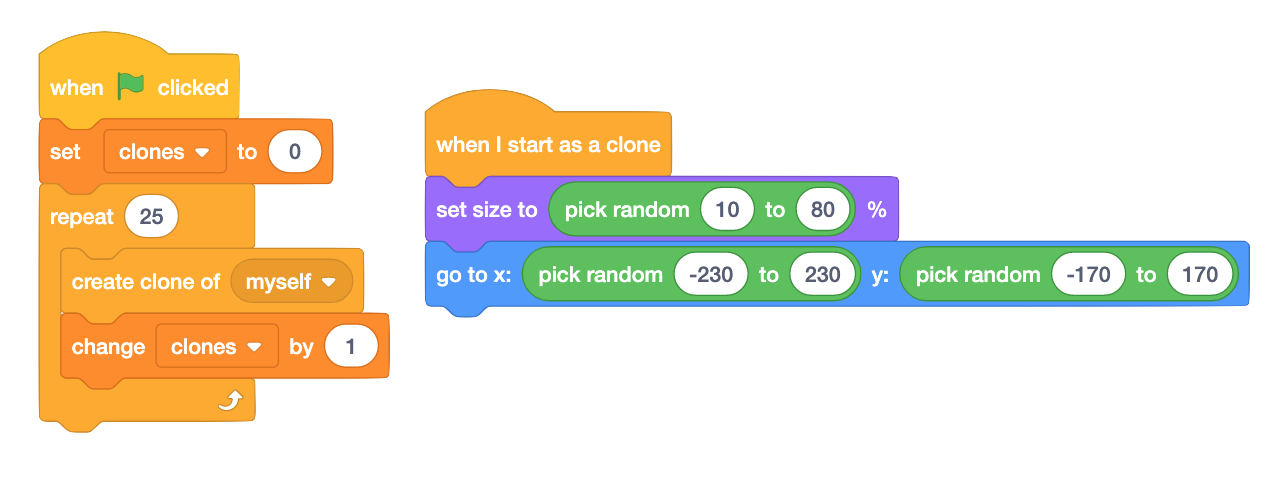 when clicked
set clones to 0
repeat 25
create clone of myself
change clones by 1
when I start as a clone
set size to pick random 10 to 80 %
go to x: pick random -230 to 230 y: pick random -170 to 170